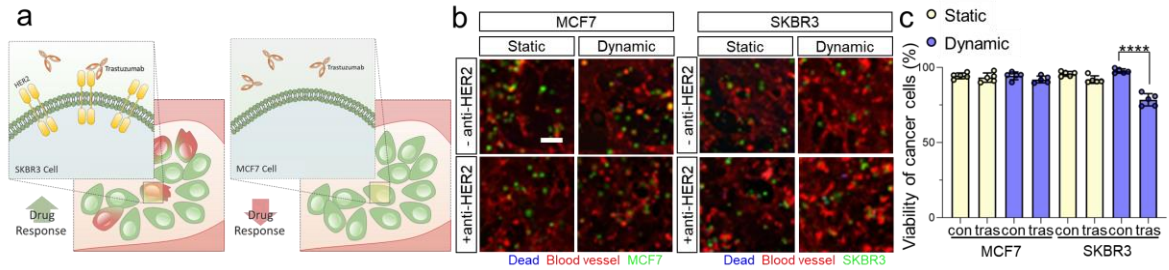 a
HER2
Trastuzumab
SKBR3 Cell
Drug
Response
Trastuzumab
MCF7 Cell
Drug
Response
b
MCF7
SKBR3
Static
Dynamic
Static
Dynamic
- anti-HER2
+anti-HER2
- anti-HER2
+anti-HER2
Dead Blood vessel MCF7
Dead Blood vessel SKBR3
c
Static
Dynamic
Viability of cancer cells (%)
100
50
0
****
con tras con tras con tras con tras
MCF7 SKBR3